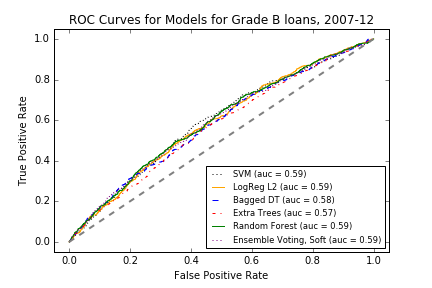 ROC Curves for Models for Grade B loans, 2007-12
1.0
0.8
0.6
0.4
0.2
0.0
True Positive Rate
SVM (auc = 0.59)
LogReg L2 (auc = 0.59)
Bagged DT (auc = 0.58)
Extra Trees (auc = 0.57)
Random Forest (auc = 0.59)
Ensemble Voting, Soft (auc = 0.59)
0.0 0.2 0.4 0.6 0.8 1.0
False Positive Rate